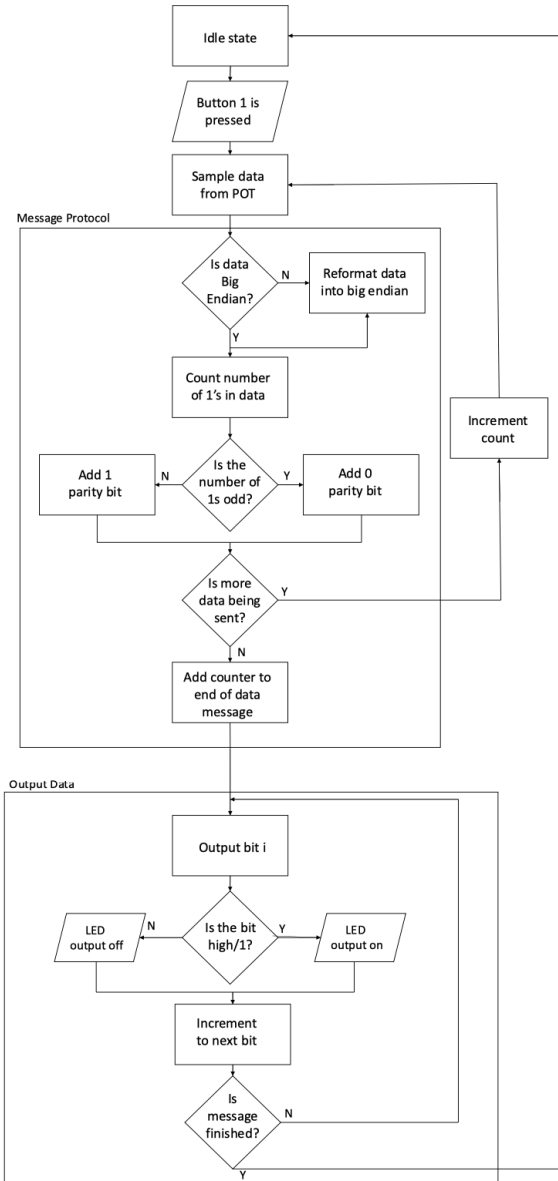 Idle state
Button 1 is
pressed
Sample data
from POT
Message Protocol
Is data
Big
Endian?
N
Reformat data
into big endian
Y
Count number
of 1's in data
Increment
count
Add 1
parity bit
N
Is the
number of
1s odd?
Y
Add 0
parity bit
Is more
data being
sent?
Y
N
Add counter to
end of data
message
Output Data
Output bit i
LED
output off
N
Is the bit
high/1?
Y
LED
output on
Increment
to next bit
Is
message
finished?
N
Y